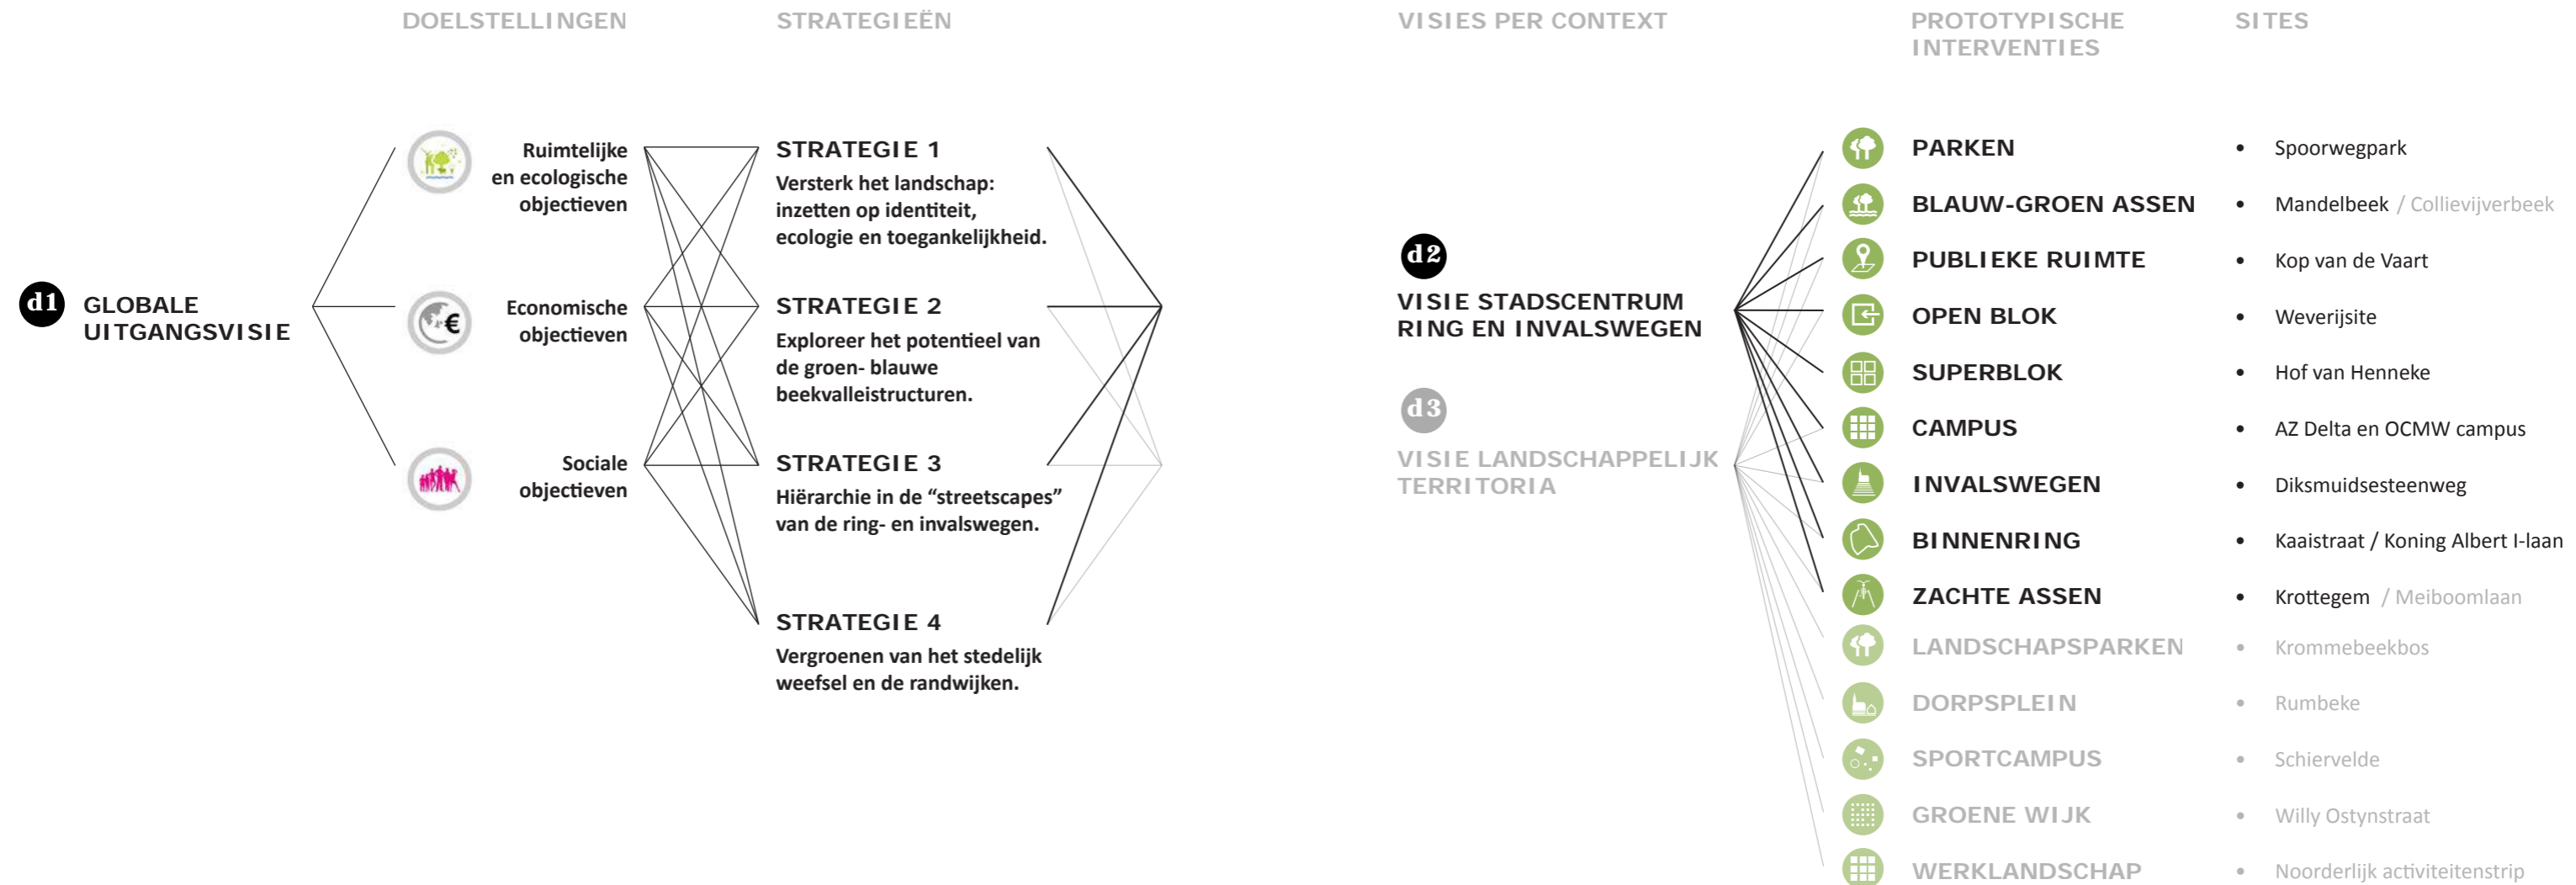 DOELSTELLINGEN
STRATEGIEËN
VISIES PER CONTEXT
PROTOTYPISCHE
INTERVENTIES
SITES
d1
GLOBALE
UITGANGSVISIE
Ruimtelijke
en ecologische
objectieven
€
Economische
objectieven
Sociale
objectieven
STRATEGIE 1
Versterk het landschap:
inzetten op identiteit,
ecologie en toegankelijkheid.
STRATEGIE 2
Exploreer het potentieel van
de groen- blauwe
beekvalleistructuren.
STRATEGIE 3
Hiërarchie in de “streetscapes”
van de ring- en invalswegen.
STRATEGIE 4
Vergroenen van het stedelijk
weefsel en de randwijken.
d2
VISIE STADSCENTRUM
RING EN INVALSWEGEN
d3
VISIE LANDSCHAPPELIJK
TERRITORIA
PARKEN
• Spoorwegpark
BLAUW-GROEN ASSEN
• Mandelbeek / Collievijverbeek
PUBLIEKE RUIMTE
• Kop van de Vaart
OPEN BLOK
• Weverijsite
SUPERBLOK
• Hof van Henneke
CAMPUS
• AZ Delta en OCMW campus
INVALSWEGEN
• Diksmuidsesteenweg
BINNENRING
• Kaaistraat / Koning Albert I-laan
ZACHTE ASSEN
• Krottegem / Meiboomlaan
LANDSCHAPSPARKEN
• Krommebeekbos
DORPSPLEIN
• Rumbeke
SPORTCAMPUS
• Schiervelde
GROENE WIJK
• Willy Ostynstraat
WERKLANDSCHAP
• Noorderlijk activiteitenstrip